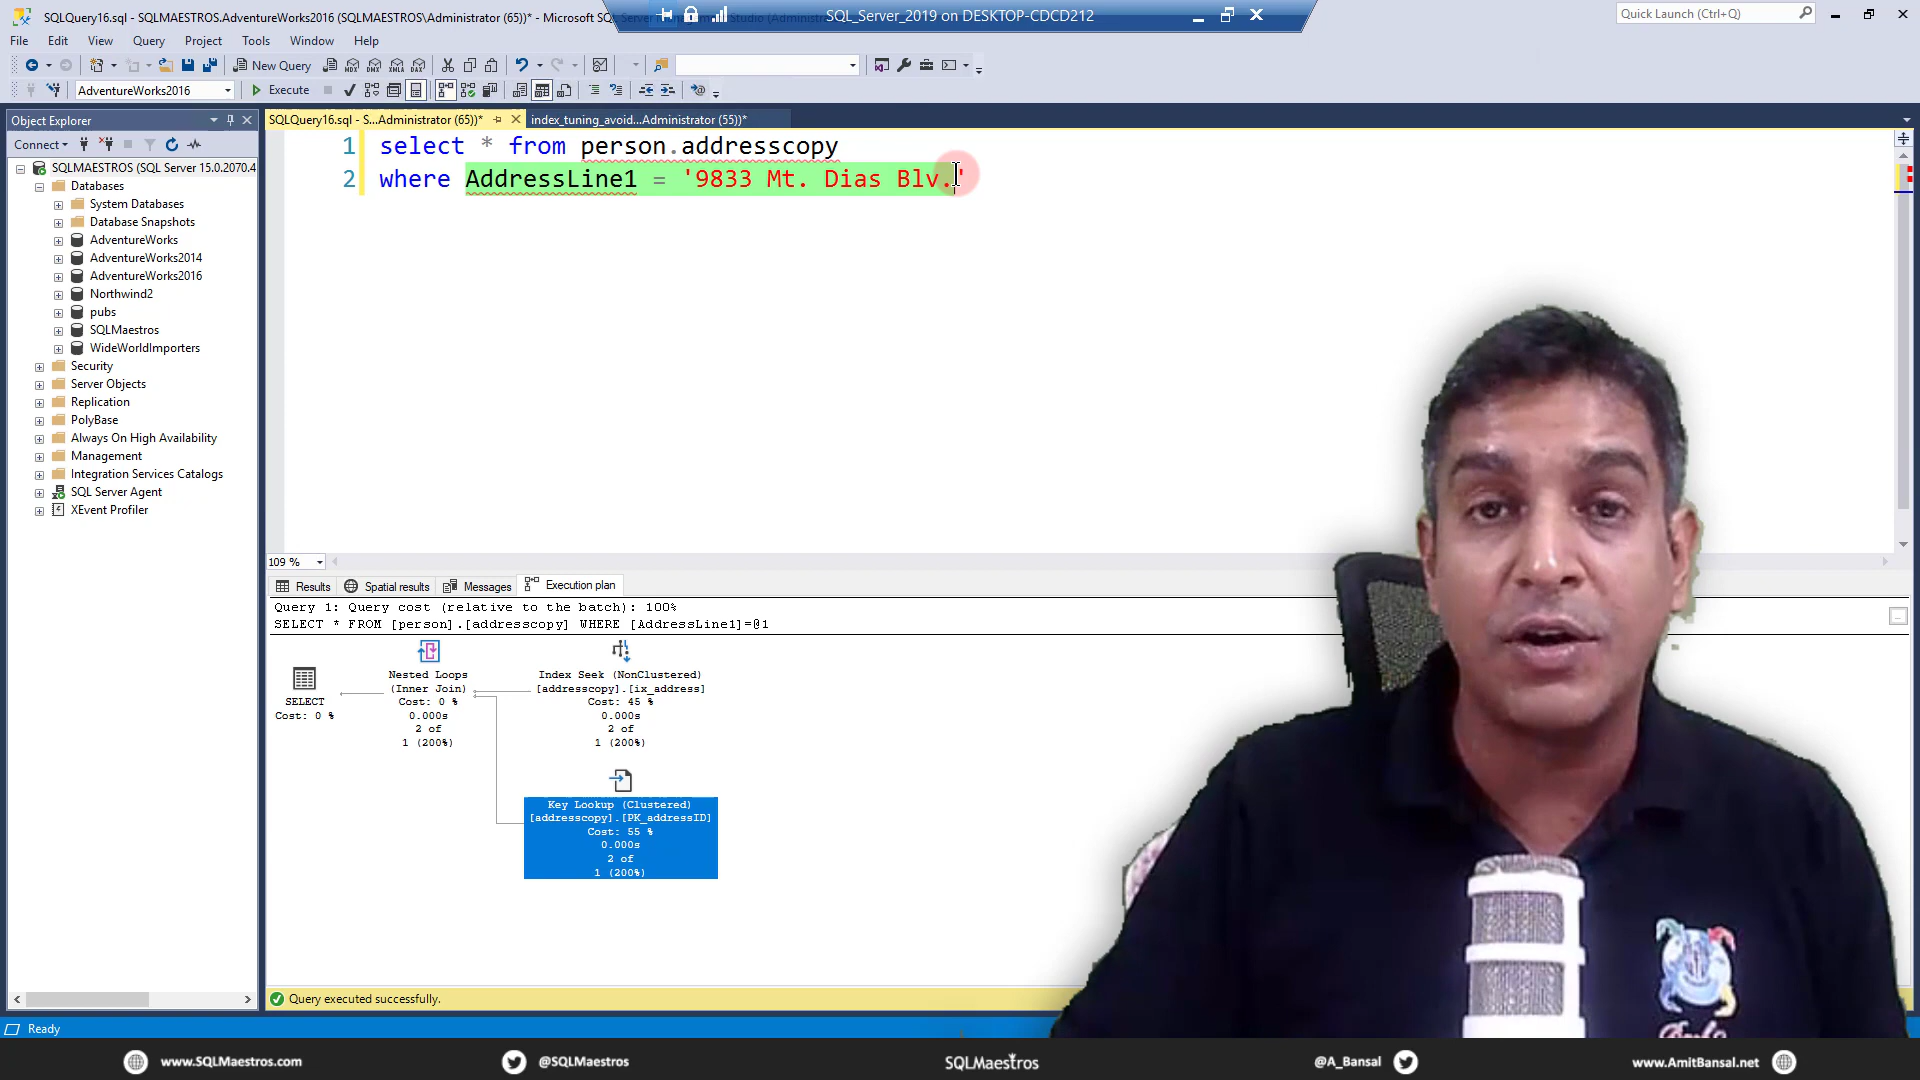 SQLQuery16.sql - SQLMAESTROS.AdventureWorks2016 (SQLMAESTROS\Administrator (65))* - Microsoft SQL Server Management Studio (Administrator)
SQL_Server_2019 on DESKTOP-CDCD212
Quick Launch (Ctrl+Q)
File Edit View Query Project Tools Window Help
New Query
AdventureWorks2016
Execute
Object Explorer
SQLQuery16.sql - S...Administrator (65))*
index_tuning_avoid...Administrator (55))*
Connect
SQLMAESTROS (SQL Server 15.0.2070.4
Databases
System Databases
Database Snapshots
AdventureWorks
AdventureWorks2014
AdventureWorks2016
Northwind2
pubs
SQLMaestros
WideWorldImporters
Security
Server Objects
Replication
PolyBase
Always On High Availability
Management
Integration Services Catalogs
SQL Server Agent
XEvent Profiler
1 select * from person.addresscopy
2 where AddressLine1 = '9833 Mt. Dias Blv.'
109 %
Results Spatial results Messages Execution plan
Query 1: Query cost (relative to the batch): 100%
SELECT * FROM [person].[addresscopy] WHERE [AddressLine1]=@1
SELECT
Cost: 0 %
Nested Loops
(Inner Join)
Cost: 0 %
0.000s
2 of
1 (200%)
Index Seek (NonClustered)
[addresscopy].[ix_address]
Cost: 45 %
0.000s
2 of
1 (200%)
Key Lookup (Clustered)
[addresscopy].[PK_addressID]
Cost: 55 %
0.000s
2 of
1 (200%)
Query executed successfully.
Ready
www.SQLMaestros.com
@SQLMaestros
SQLMaestros
@A_Bansal
www.AmitBansal.net